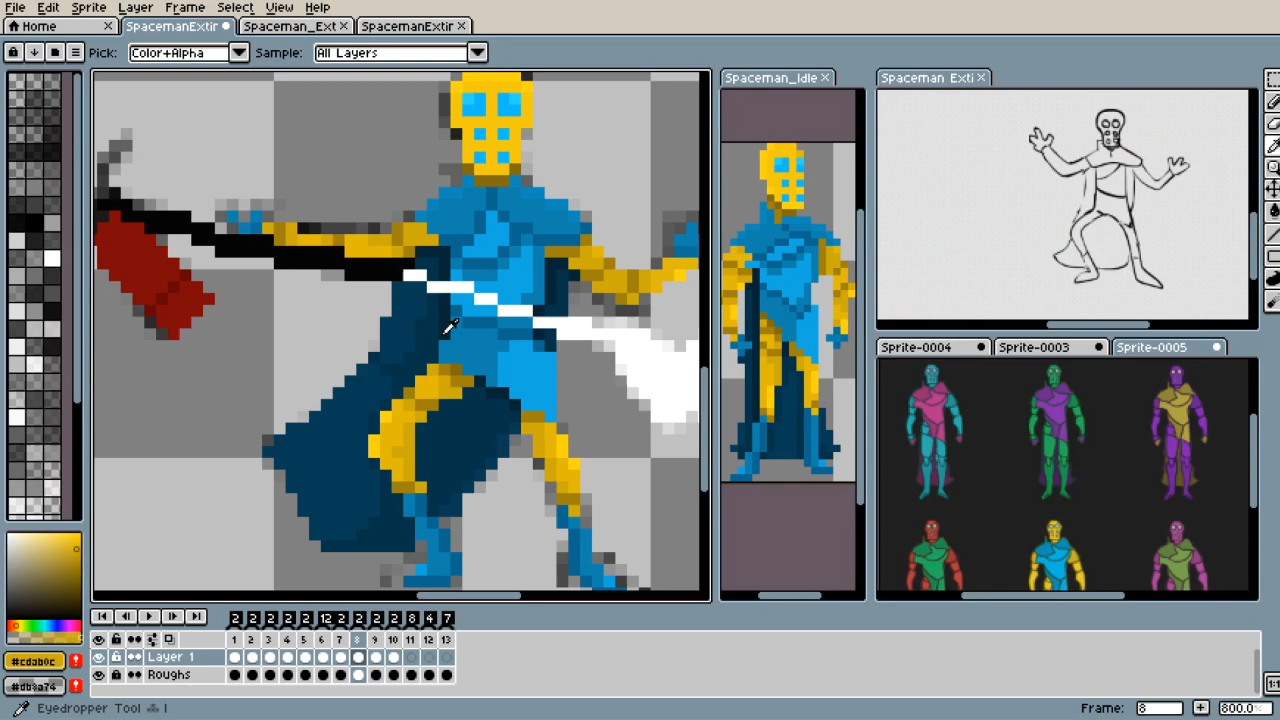 File Edit Sprite Layer Frame Select View Help
Home SpacemanExtir Spaceman_Ext SpacemanExtir
Pick: Color+Alpha Sample: All Layers
Spaceman_Idle Spaceman Exti
Sprite-0004 Sprite-0003 Sprite-0005
2 2 2 2 2 12 2 2 2 2 8 4 7
1 2 3 4 5 6 7 8 9 10 11 12 13
Layer 1
#cdab0c
Roughs
Eyedropper Tool
Frame: 8 800.0
1:1